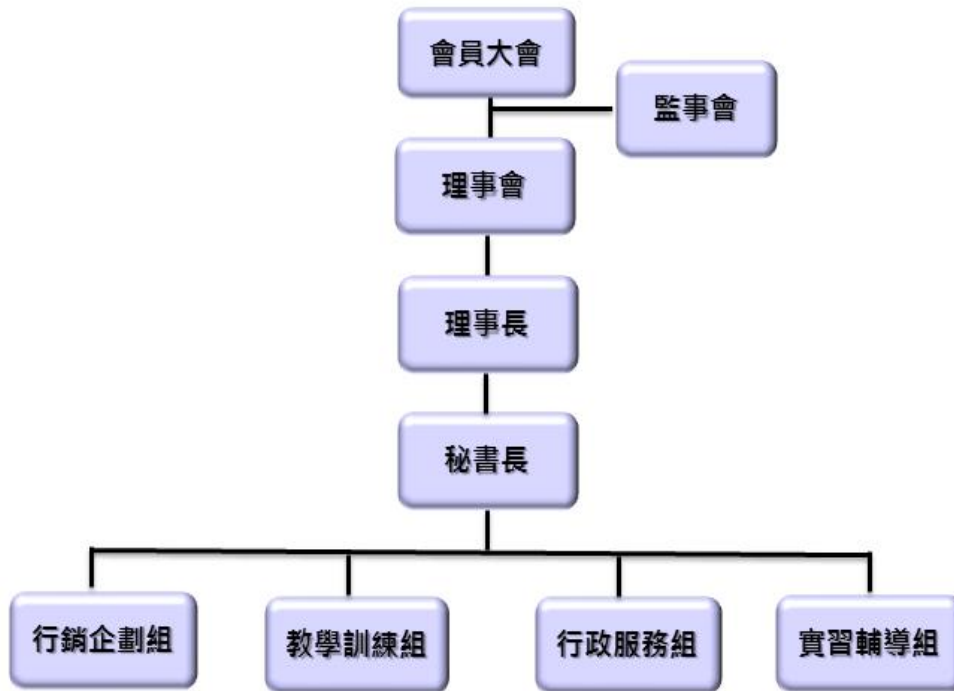 會員大會
監事會
理事會
理事長
秘書長
行銷企劃組
教學訓練組
行政服務組
實習輔導組